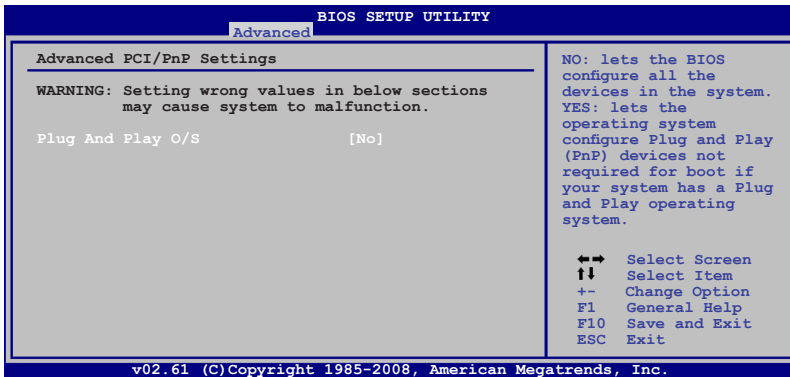 BIOS SETUP UTILITY
Advanced
Advanced PCI/PnP Settings
WARNING: Setting wrong values in below sections
may cause system to malfunction.
Plug And Play O/S [No]
NO: lets the BIOS
configure all the
devices in the system.
YES: lets the
operating system
configure Plug and Play
(PnP) devices not
required for boot if
your system has a Plug
and Play operating
system.
←→ Select Screen
↑↓ Select Item
+- Change Option
F1 General Help
F10 Save and Exit
ESC Exit
v02.61 (C)Copyright 1985-2008, American Megatrends, Inc.